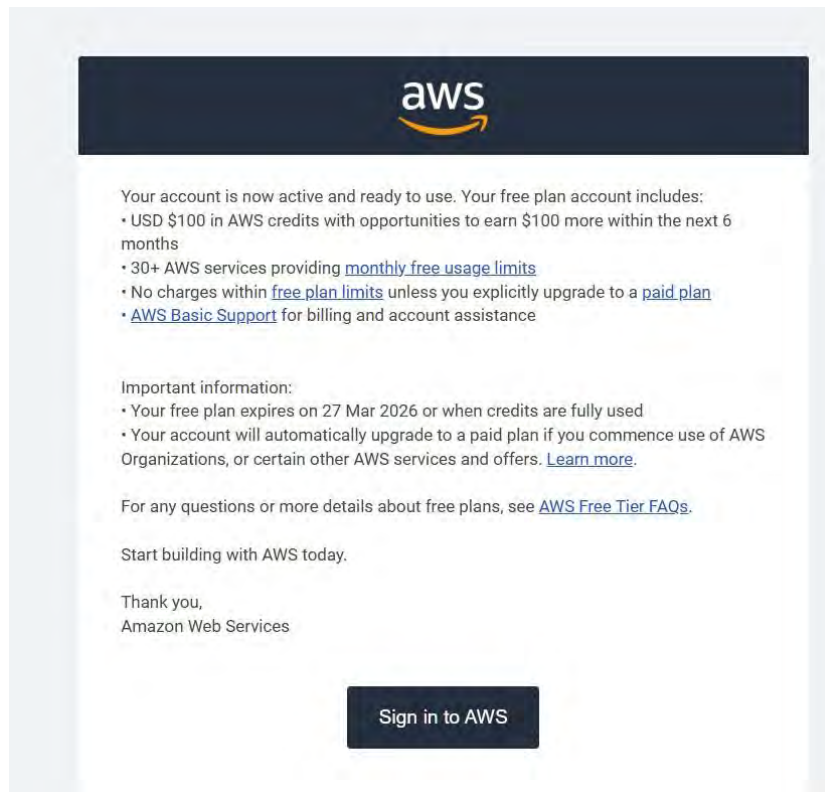 aws
Your account is now active and ready to use. Your free plan account includes:
• USD $100 in AWS credits with opportunities to earn $100 more within the next 6
months
• 30+ AWS services providing monthly free usage limits
• No charges within free plan limits unless you explicitly upgrade to a paid plan
• AWS Basic Support for billing and account assistance
Important information:
• Your free plan expires on 27 Mar 2026 or when credits are fully used
• Your account will automatically upgrade to a paid plan if you commence use of AWS
Organizations, or certain other AWS services and offers. Learn more.
For any questions or more details about free plans, see AWS Free Tier FAQs.
Start building with AWS today.
Thank you,
Amazon Web Services
Sign in to AWS